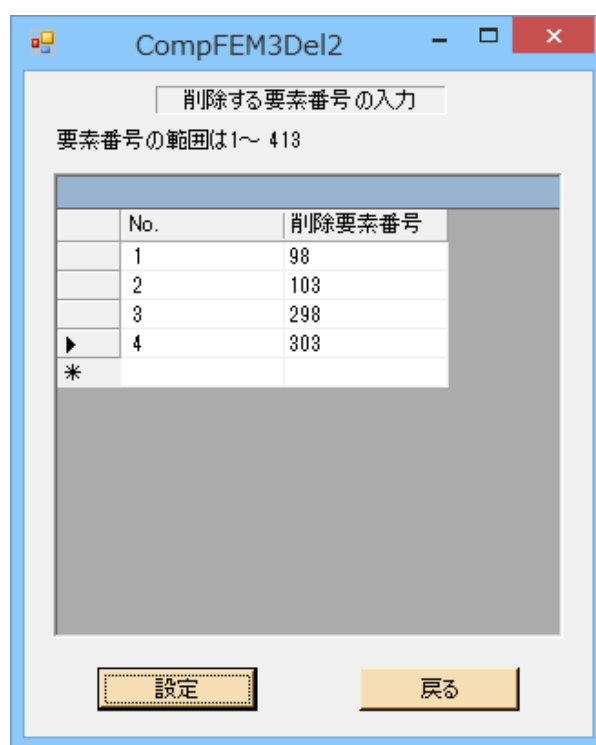 CompFEM3Del2
削除する要素番号の入力
要素番号の範囲は1～ 413
No. 削除要素番号
1 98
2 103
3 298
4 303
設定 戻る